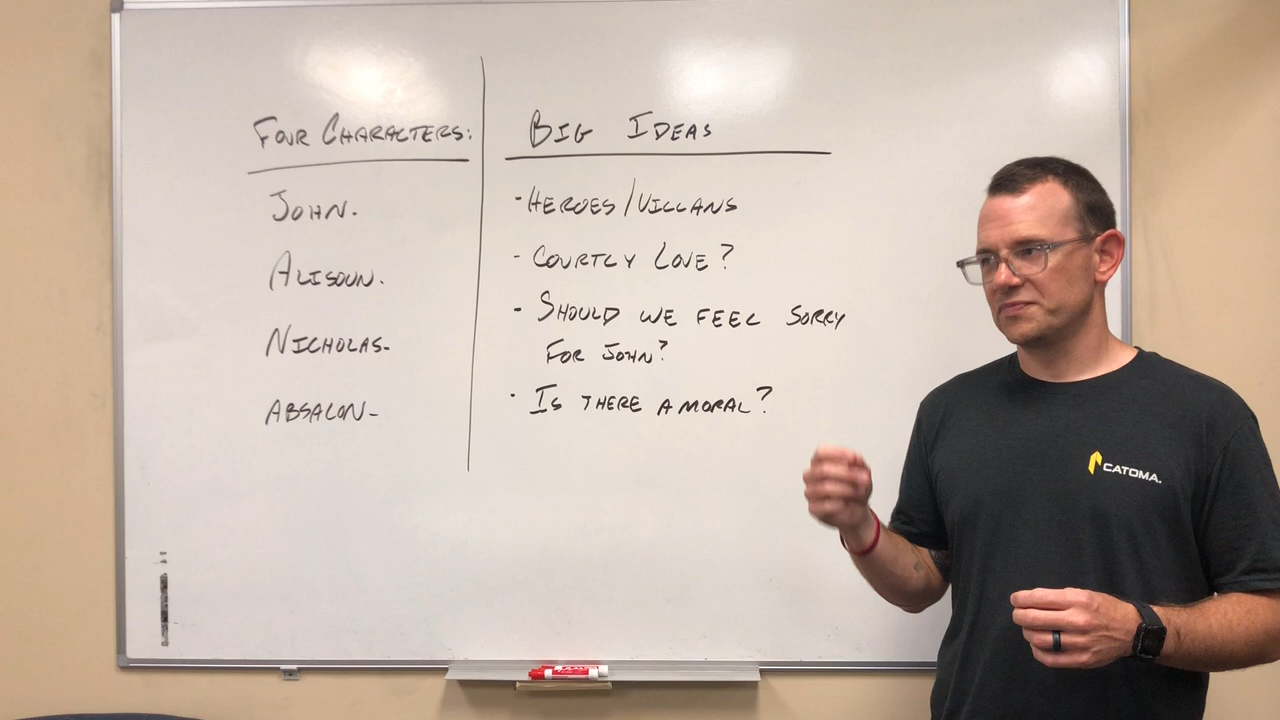 FOUR CHARACTERS:
JOHN.
ALISOUN.
NICHOLAS-
ABSALON-
BIG IDEAS
- HEROES/VILLANS
- COURTLY LOVE?
- SHOULD WE FEEL SORRY
FOR JOHN?
· IS THERE A MORAL?
CATOMA.